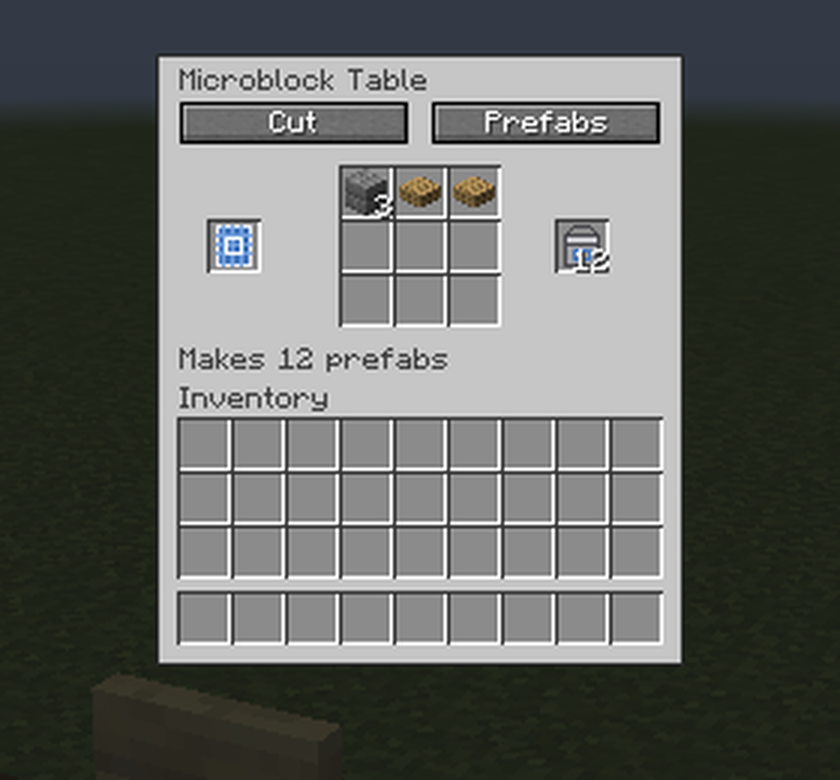 Microblock Table
Cut Prefabs
3
12
Makes 12 prefabs
Inventory